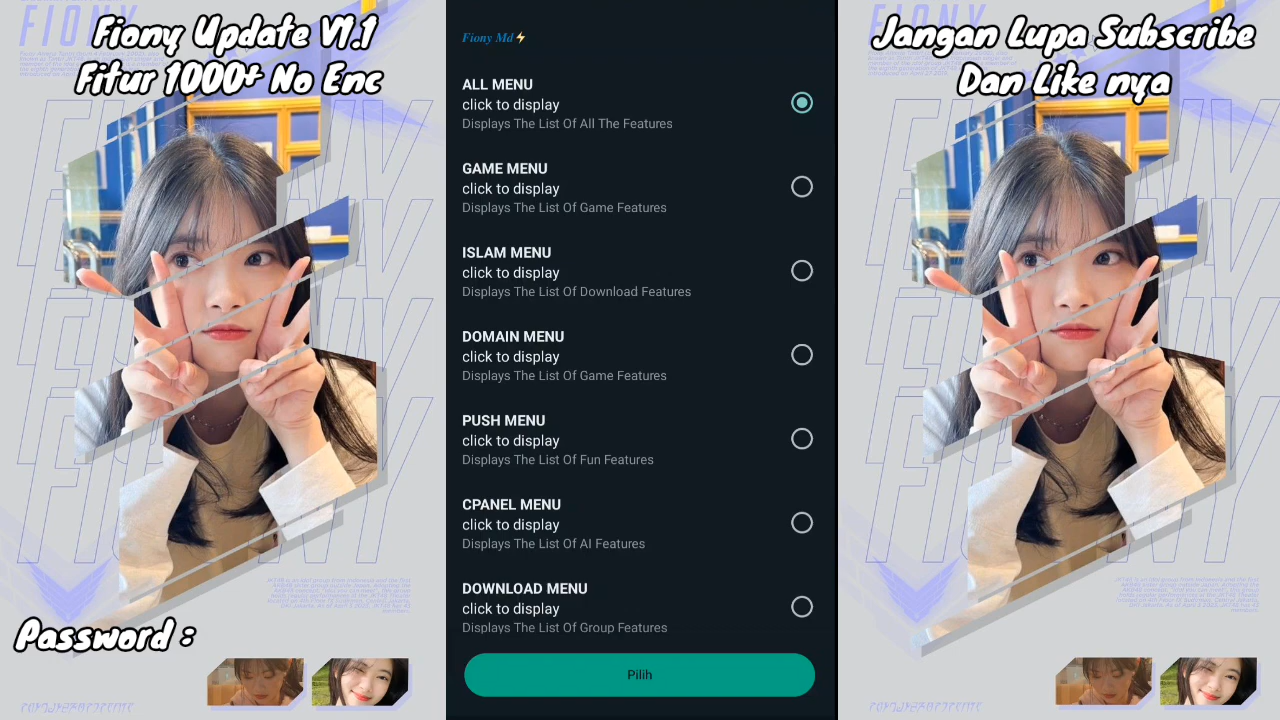 FIONY
Fiony Update V1.1
Fitur 1000+ No Enc
Password :
Fiony Md⚡
ALL MENU
click to display
Displays The List Of All The Features
GAME MENU
click to display
Displays The List Of Game Features
ISLAM MENU
click to display
Displays The List Of Download Features
DOMAIN MENU
click to display
Displays The List Of Game Features
PUSH MENU
click to display
Displays The List Of Fun Features
CPANEL MENU
click to display
Displays The List Of AI Features
DOWNLOAD MENU
click to display
Displays The List Of Group Features
Pilih
FIONY
Jangan Lupa Subscribe
Dan Like nya